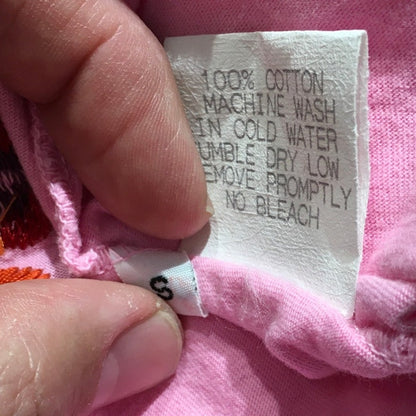 100% COTTON
MACHINE WASH
IN COLD WATER
UMBLE DRY LOW
EMOVE PROMPTLY
NO BLEACH
S